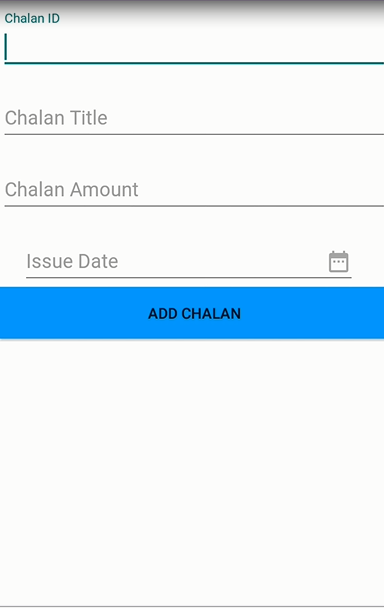 Chalan ID
Chalan Title
Chalan Amount
Issue Date
ADD CHALAN